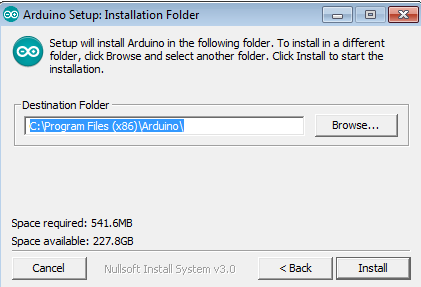 Arduino Setup: Installation Folder
Setup will install Arduino in the following folder. To install in a different
folder, click Browse and select another folder. Click Install to start the
installation.
Destination Folder
C:\Program Files (x86)\Arduino\
Browse...
Space required: 541.6MB
Space available: 227.8GB
Cancel
Nullsoft Install System v3.0
< Back
Install